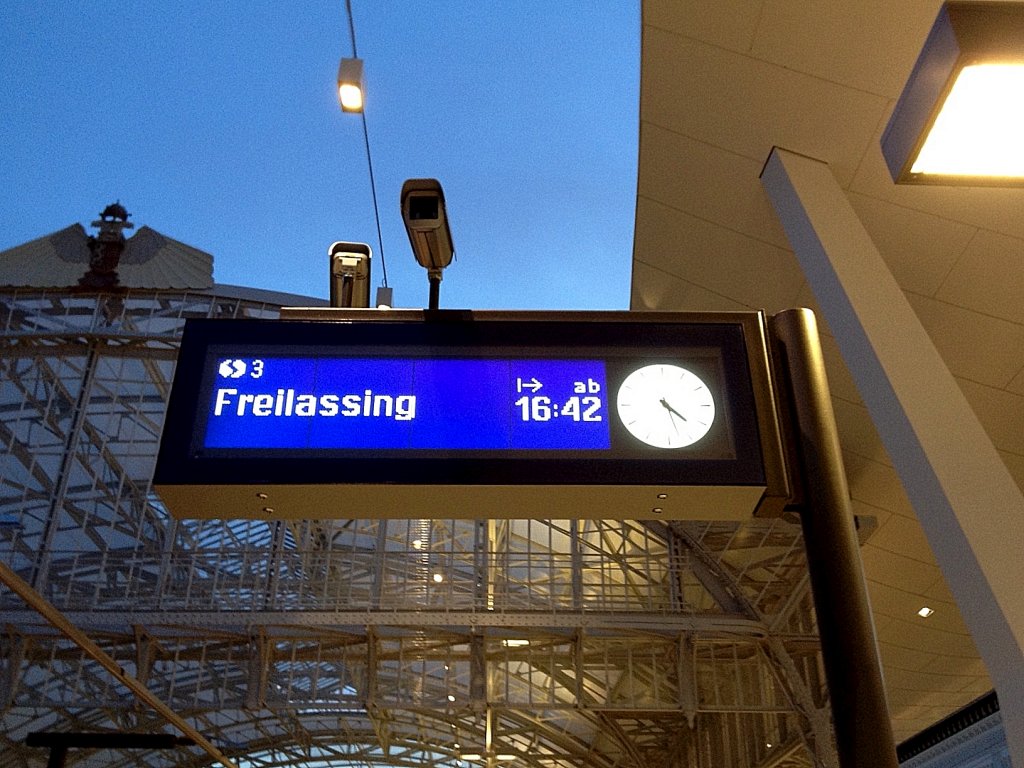 S 3
Freilassing
ab
16:42